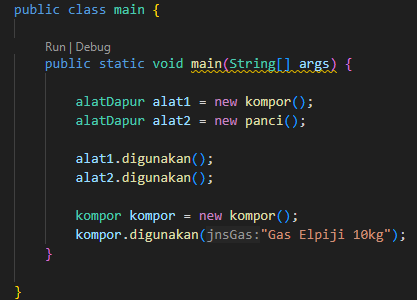 public class main {
Run | Debug
public static void main(String[] args) {
alatDapur alat1 = new kompor();
alatDapur alat2 = new panci();
alat1.digunakan();
alat2.digunakan();
kompor kompor = new kompor();
kompor.digunakan(jnsGas:"Gas Elpiji 10kg");
}
}